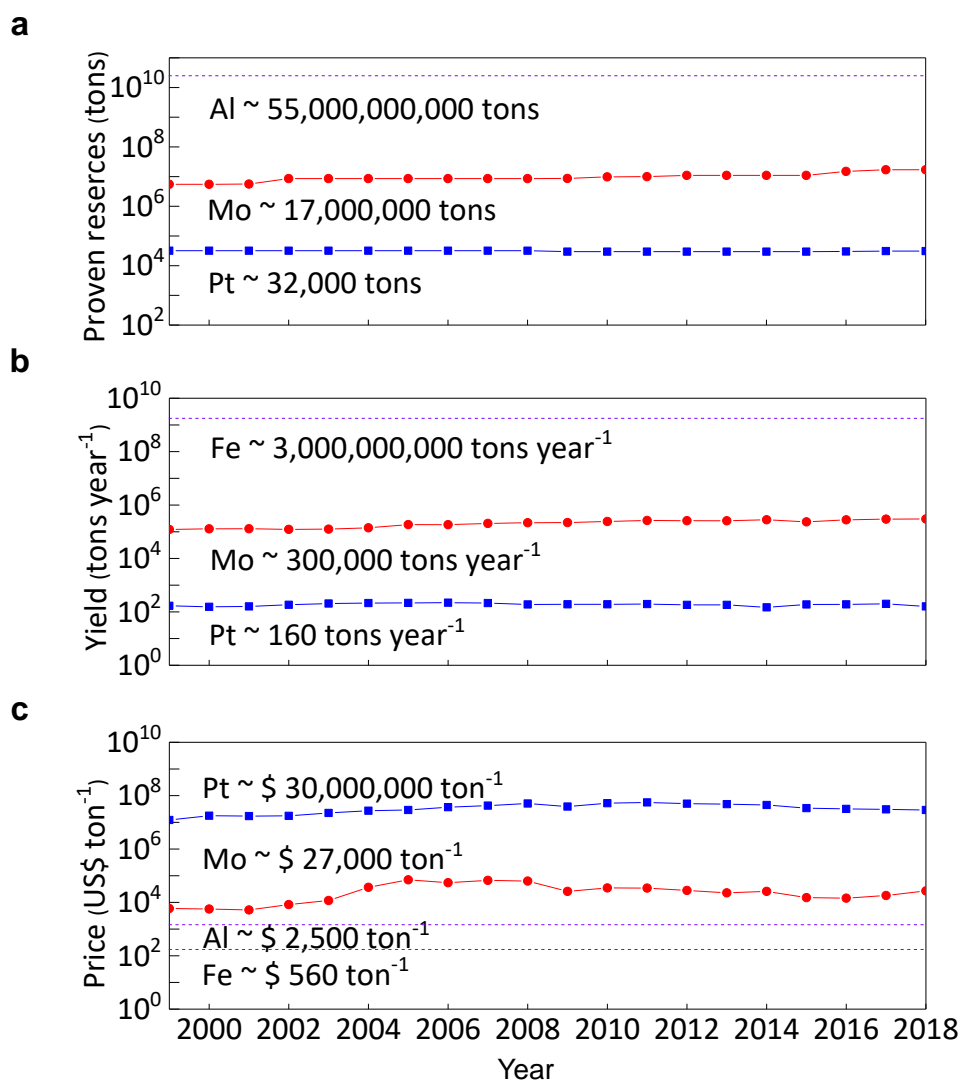 a
Proven reserces (tons)
10^10
10^8
10^6
10^4
10^2
Al ~ 55,000,000,000 tons
Mo ~ 17,000,000 tons
Pt ~ 32,000 tons
b
Yield (tons year^-1)
10^10
10^8
10^6
10^4
10^2
10^0
Fe ~ 3,000,000,000 tons year^-1
Mo ~ 300,000 tons year^-1
Pt ~ 160 tons year^-1
c
Price (US$ ton^-1)
10^10
10^8
10^6
10^4
10^2
10^0
Pt ~ $ 30,000,000 ton^-1
Mo ~ $ 27,000 ton^-1
Al ~ $ 2,500 ton^-1
Fe ~ $ 560 ton^-1
2000 2002 2004 2006 2008 2010 2012 2014 2016 2018
Year